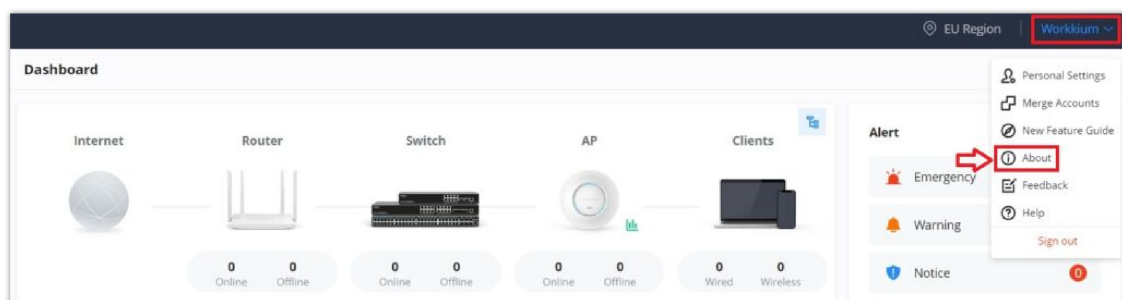 EU Region
Workkium
Dashboard
Personal Settings
Merge Accounts
New Feature Guide
About
Feedback
Help
Sign out
Internet
Router
Switch
AP
Clients
0 Online
0 Offline
0 Online
0 Offline
0 Online
0 Offline
0 Wired
0 Wireless
Alert
Emergency
Warning
Notice
0